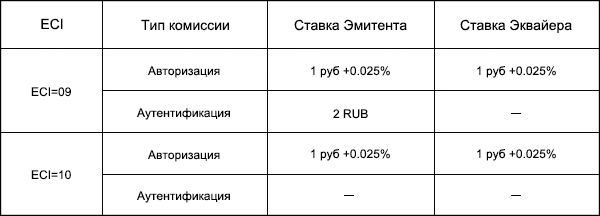 ECI Тип комиссии Ставка Эмитента Ставка Эквайера
ECI=09 Авторизация 1 руб +0.025% 1 руб +0.025%
Аутентификация 2 RUB —
ECI=10 Авторизация 1 руб +0.025% 1 руб +0.025%
Аутентификация — —